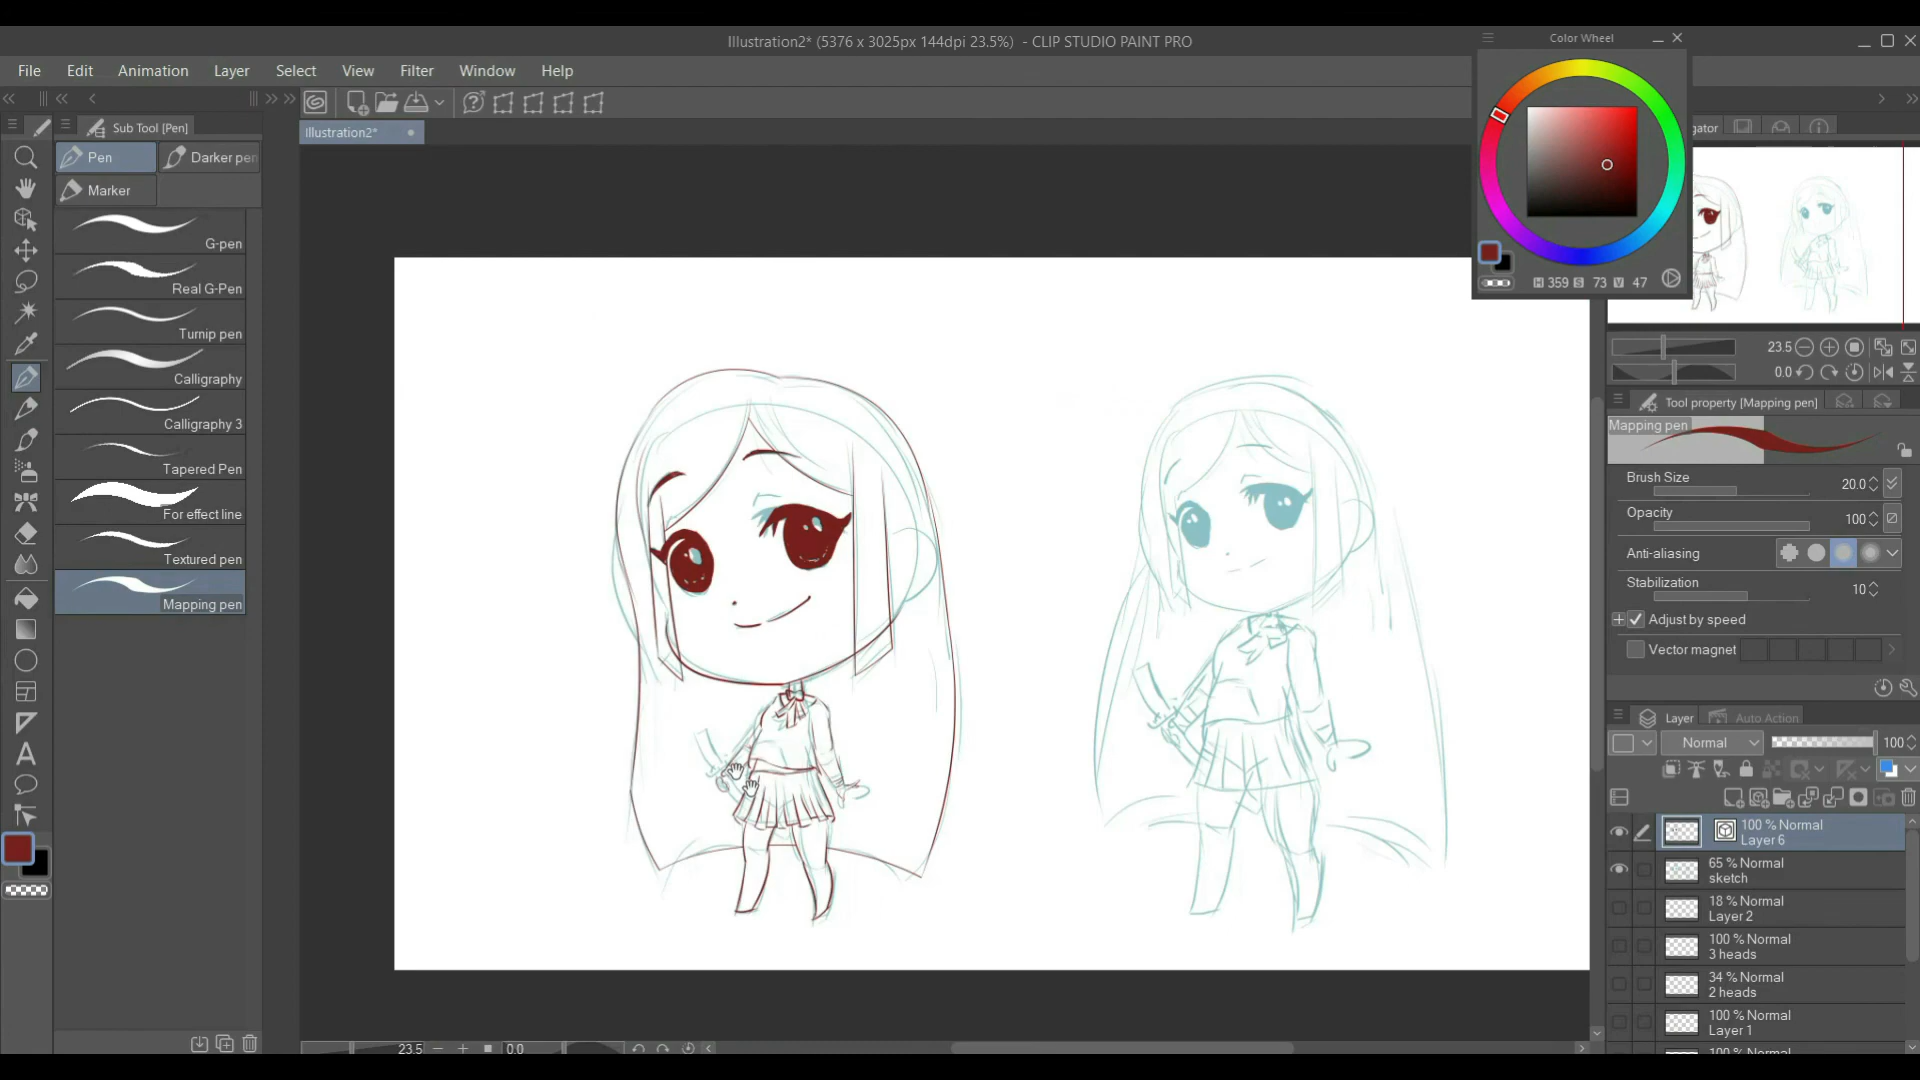 Illustration2* (5376 x 3025px 144dpi 23.5%) - CLIP STUDIO PAINT PRO
Color Wheel
File Edit Animation Layer Select View Filter Window Help
Sub Tool [Pen]
Illustration2*
gator
Pen
Darker pen
Marker
G-pen
Real G-Pen
Turnip pen
Calligraphy
Calligraphy 3
Tapered Pen
For effect line
Textured pen
Mapping pen
H 359 S 73 V 47
23.5
0.0
Tool property [Mapping pen]
Mapping pen
Brush Size 20.0
Opacity 100
Anti-aliasing
Stabilization 10
Adjust by speed
Vector magnet
Layer Auto Action
Normal 100
100 % Normal
Layer 6
65 % Normal
sketch
18 % Normal
Layer 2
100 % Normal
3 heads
34 % Normal
2 heads
100 % Normal
Layer 1
100 % Normal
23.5 0.0